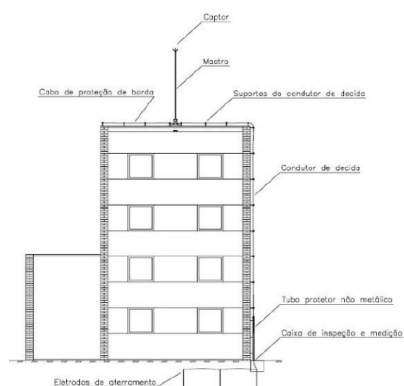 Captor
Mastro
Cabo de proteção de borda
Suportes do condutor de decida
Condutor de decida
Tubo protetor não metálico
Caixa de inspeção e medição
Eletrodos de aterramento